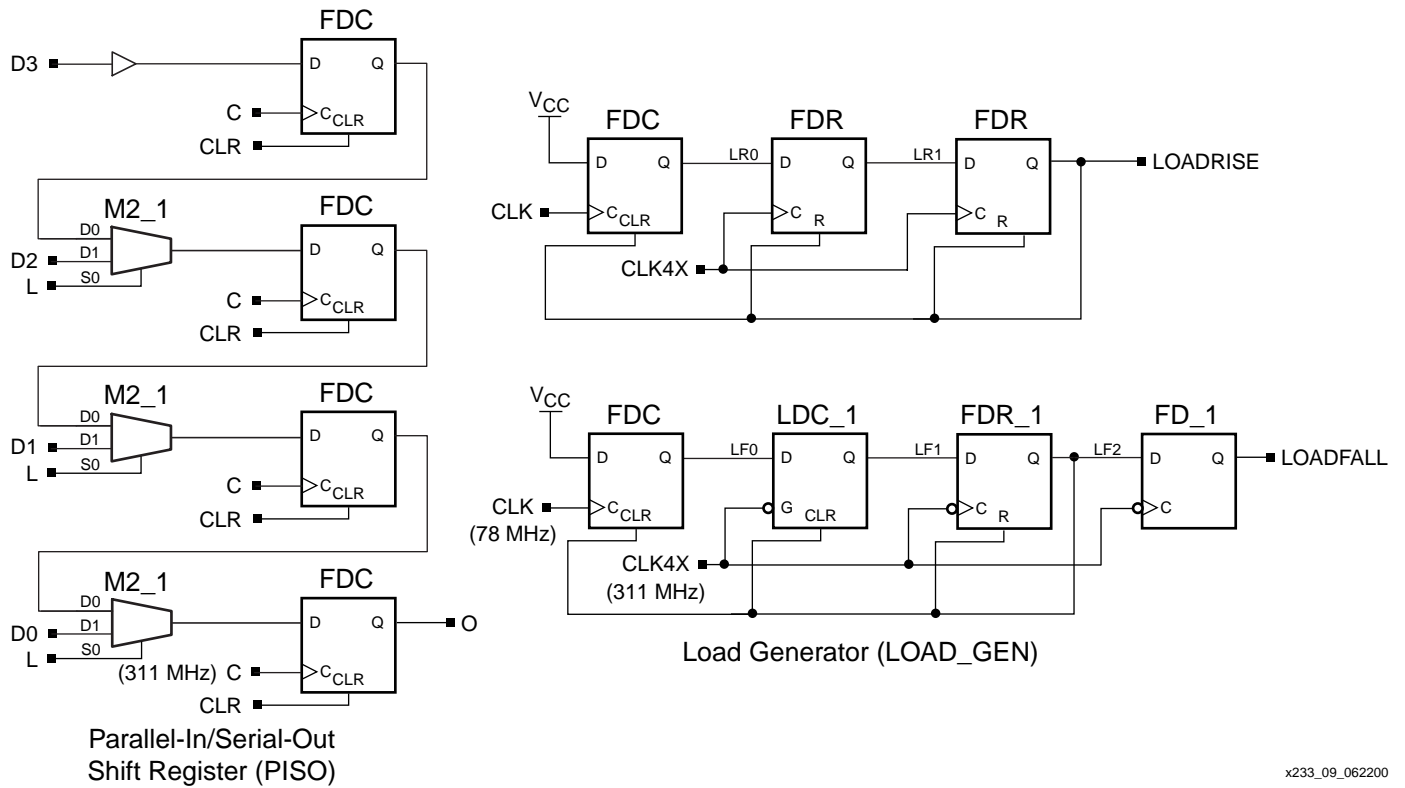 FDC
D3
D Q
C
C CLR
CLR
M2_1
FDC
D0
D2
D1
L
S0
D Q
C
C CLR
CLR
M2_1
FDC
D0
D1
D1
L
S0
D Q
C
C CLR
CLR
M2_1
FDC
D0
D0
D1
L
S0
D Q
O
(311 MHz) C
C CLR
CLR
Parallel-In/Serial-Out
Shift Register (PISO)
VCC
FDC FDR FDR
D Q LR0 D Q LR1 D Q LOADRISE
CLK
C CLR
C R
C R
CLK4X
VCC
FDC LDC_1 FDR_1 FD_1
D Q LF0 D Q LF1 D Q LF2 D Q LOADFALL
CLK
(78 MHz)
C CLR
G CLR
C R
C
CLK4X
(311 MHz)
Load Generator (LOAD_GEN)
x233_09_062200